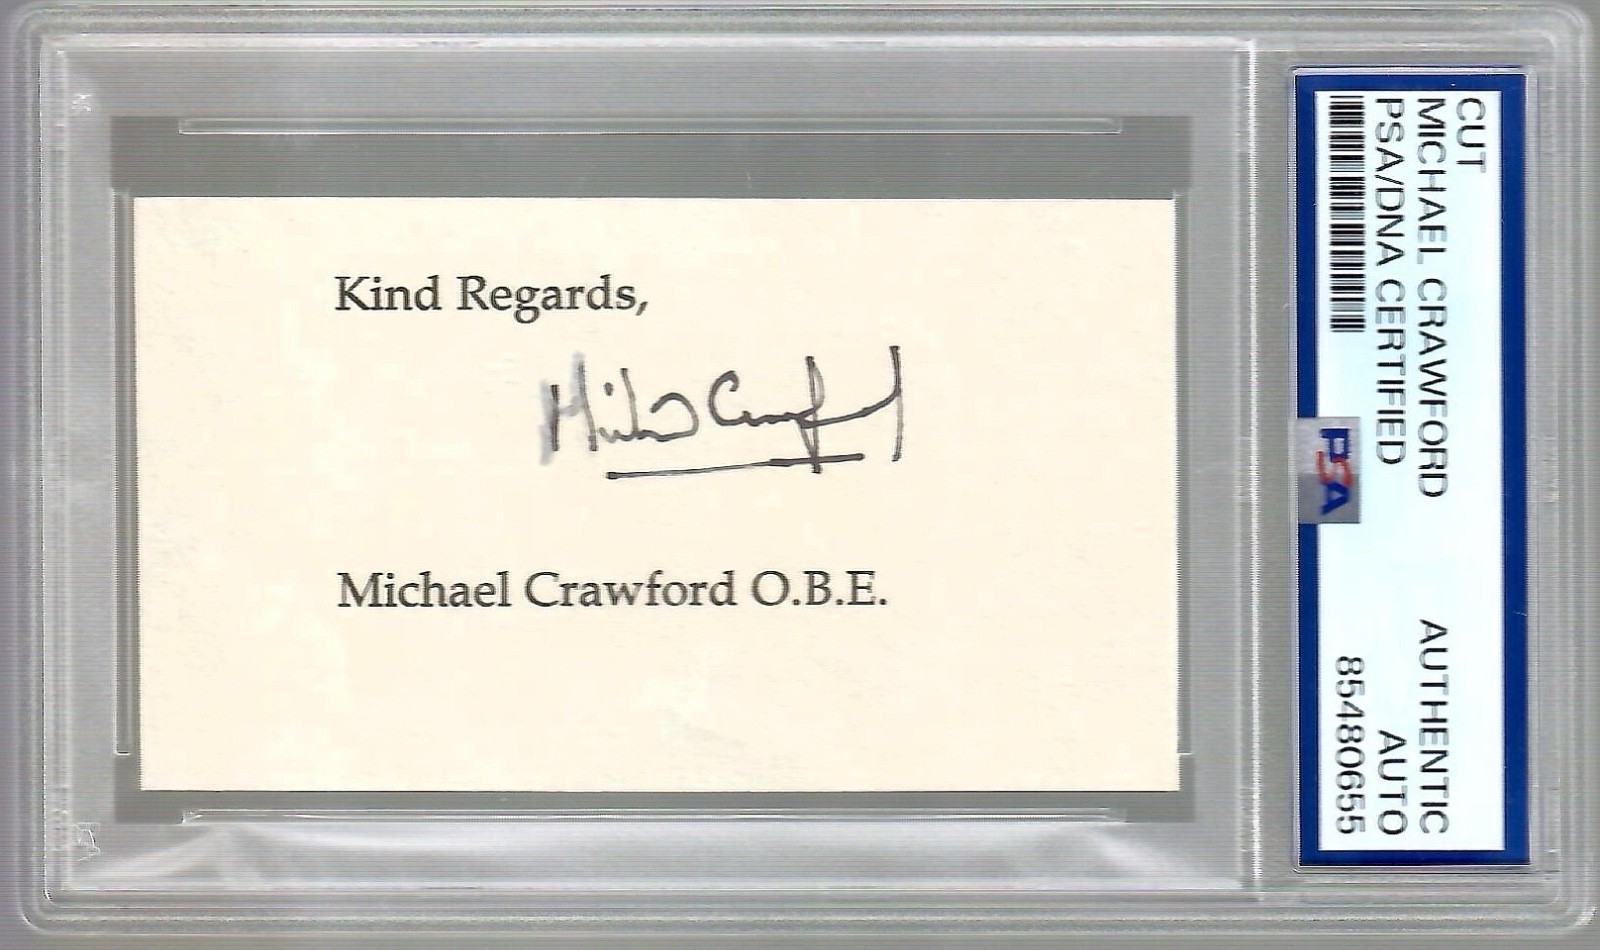 Kind Regards,
Michael Crawford
Michael Crawford O.B.E.
CUT
MICHAEL CRAWFORD AUTHENTIC
PSA/DNA CERTIFIED AUTO
85480655
PSA